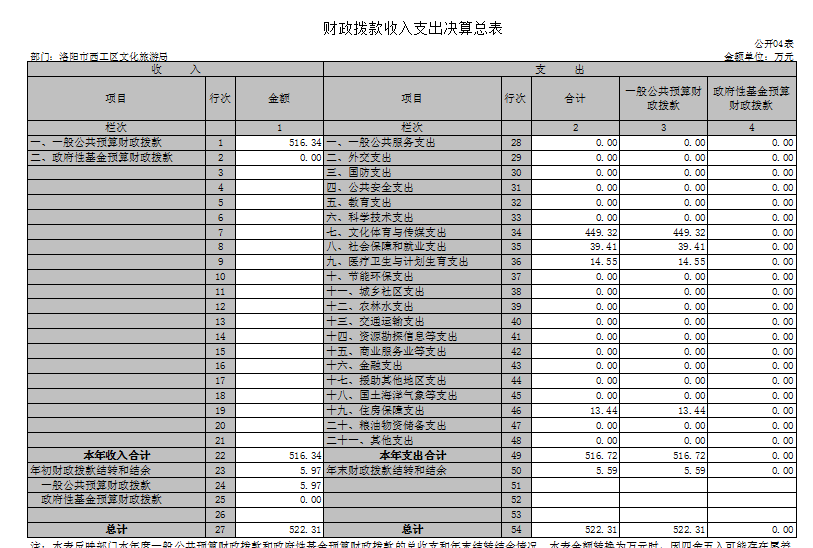 财政拨款收入支出决算总表
公开04表
部门：洛阳市西工区文化旅游局 金额单位：万元
收 入 支 出
项目 行次 金额 项目 行次 合计 一般公共预算财政拨款 政府性基金预算财政拨款
栏次 1 栏次 2 3 4
一、一般公共预算财政拨款 1 516.34 一、一般公共服务支出 28 0.00 0.00 0.00
二、政府性基金预算财政拨款 2 0.00 二、外交支出 29 0.00 0.00 0.00
3 三、国防支出 30 0.00 0.00 0.00
4 四、公共安全支出 31 0.00 0.00 0.00
5 五、教育支出 32 0.00 0.00 0.00
6 六、科学技术支出 33 0.00 0.00 0.00
7 七、文化体育与传媒支出 34 449.32 449.32 0.00
8 八、社会保障和就业支出 35 39.41 39.41 0.00
9 九、医疗卫生与计划生育支出 36 14.55 14.55 0.00
10 十、节能环保支出 37 0.00 0.00 0.00
11 十一、城乡社区支出 38 0.00 0.00 0.00
12 十二、农林水支出 39 0.00 0.00 0.00
13 十三、交通运输支出 40 0.00 0.00 0.00
14 十四、资源勘探信息等支出 41 0.00 0.00 0.00
15 十五、商业服务业等支出 42 0.00 0.00 0.00
16 十六、金融支出 43 0.00 0.00 0.00
17 十七、援助其他地区支出 44 0.00 0.00 0.00
18 十八、国土海洋气象等支出 45 0.00 0.00 0.00
19 十九、住房保障支出 46 13.44 13.44 0.00
20 二十、粮油物资储备支出 47 0.00 0.00 0.00
21 二十一、其他支出 48 0.00 0.00 0.00
本年收入合计 22 516.34 本年支出合计 49 516.72 516.72 0.00
年初财政拨款结转和结余 23 5.97 年末财政拨款结转和结余 50 5.59 5.59 0.00
一般公共预算财政拨款 24 5.97 51
政府性基金预算财政拨款 25 0.00 52
26 53
总计 27 522.31 总计 54 522.31 522.31 0.00
注：本表反映部门本年度一般公共预算财政拨款和政府性基金预算财政拨款的总收支和年末结转结余情况。本表金额转换为万元时，因四舍五入可能存在尾差